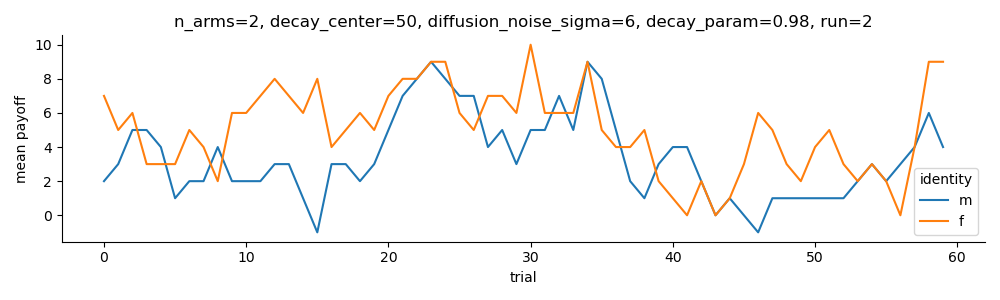 n_arms=2, decay_center=50, diffusion_noise_sigma=6, decay_param=0.98, run=2
mean payoff
10
8
6
4
2
0
identity
m
f
0 10 20 30 40 50 60
trial